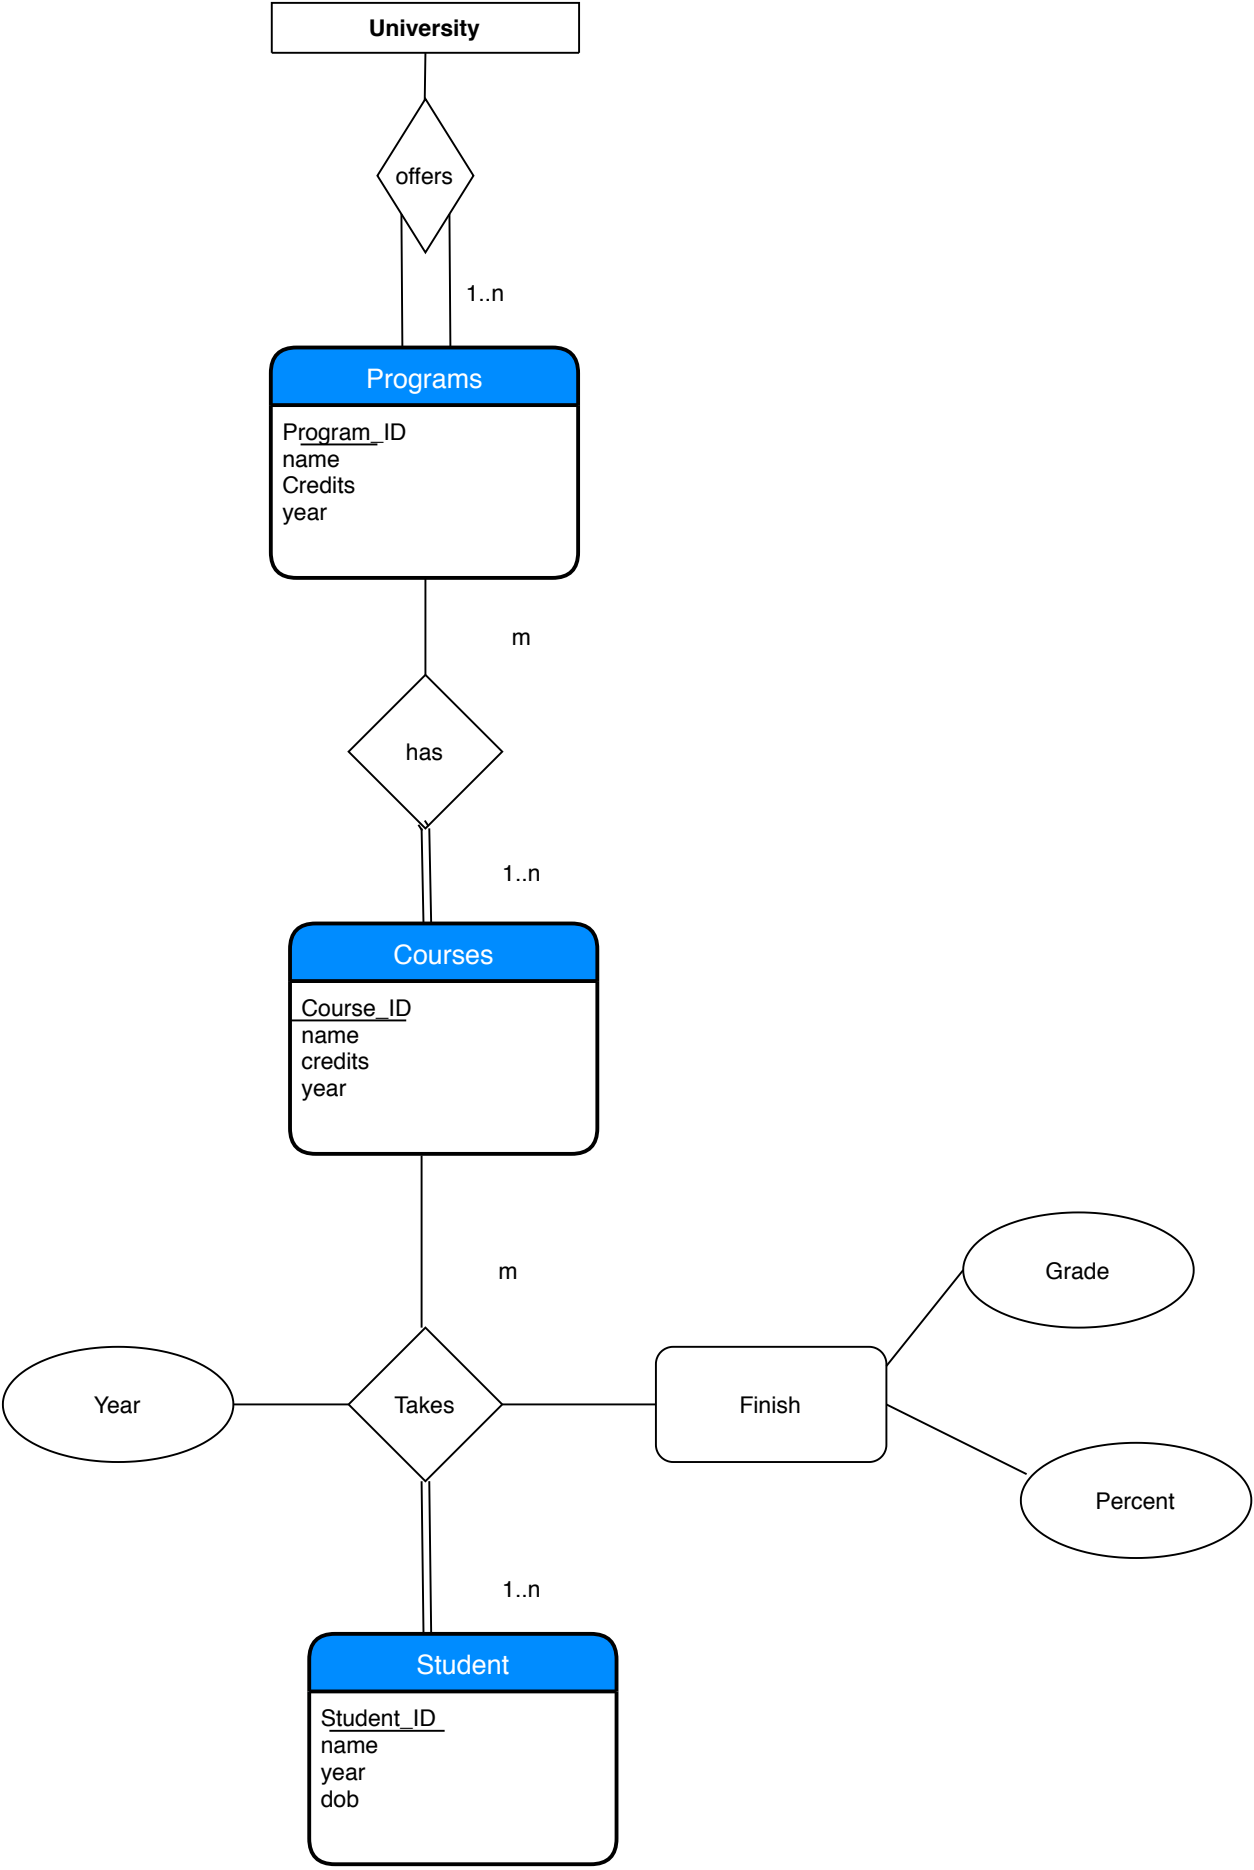 University
offers
1..n
Programs
Program_ID
name
Credits
year
m
has
1..n
Courses
Course_ID
name
credits
year
m
Grade
Year
Takes
Finish
Percent
1..n
Student
Student_ID
name
year
dob